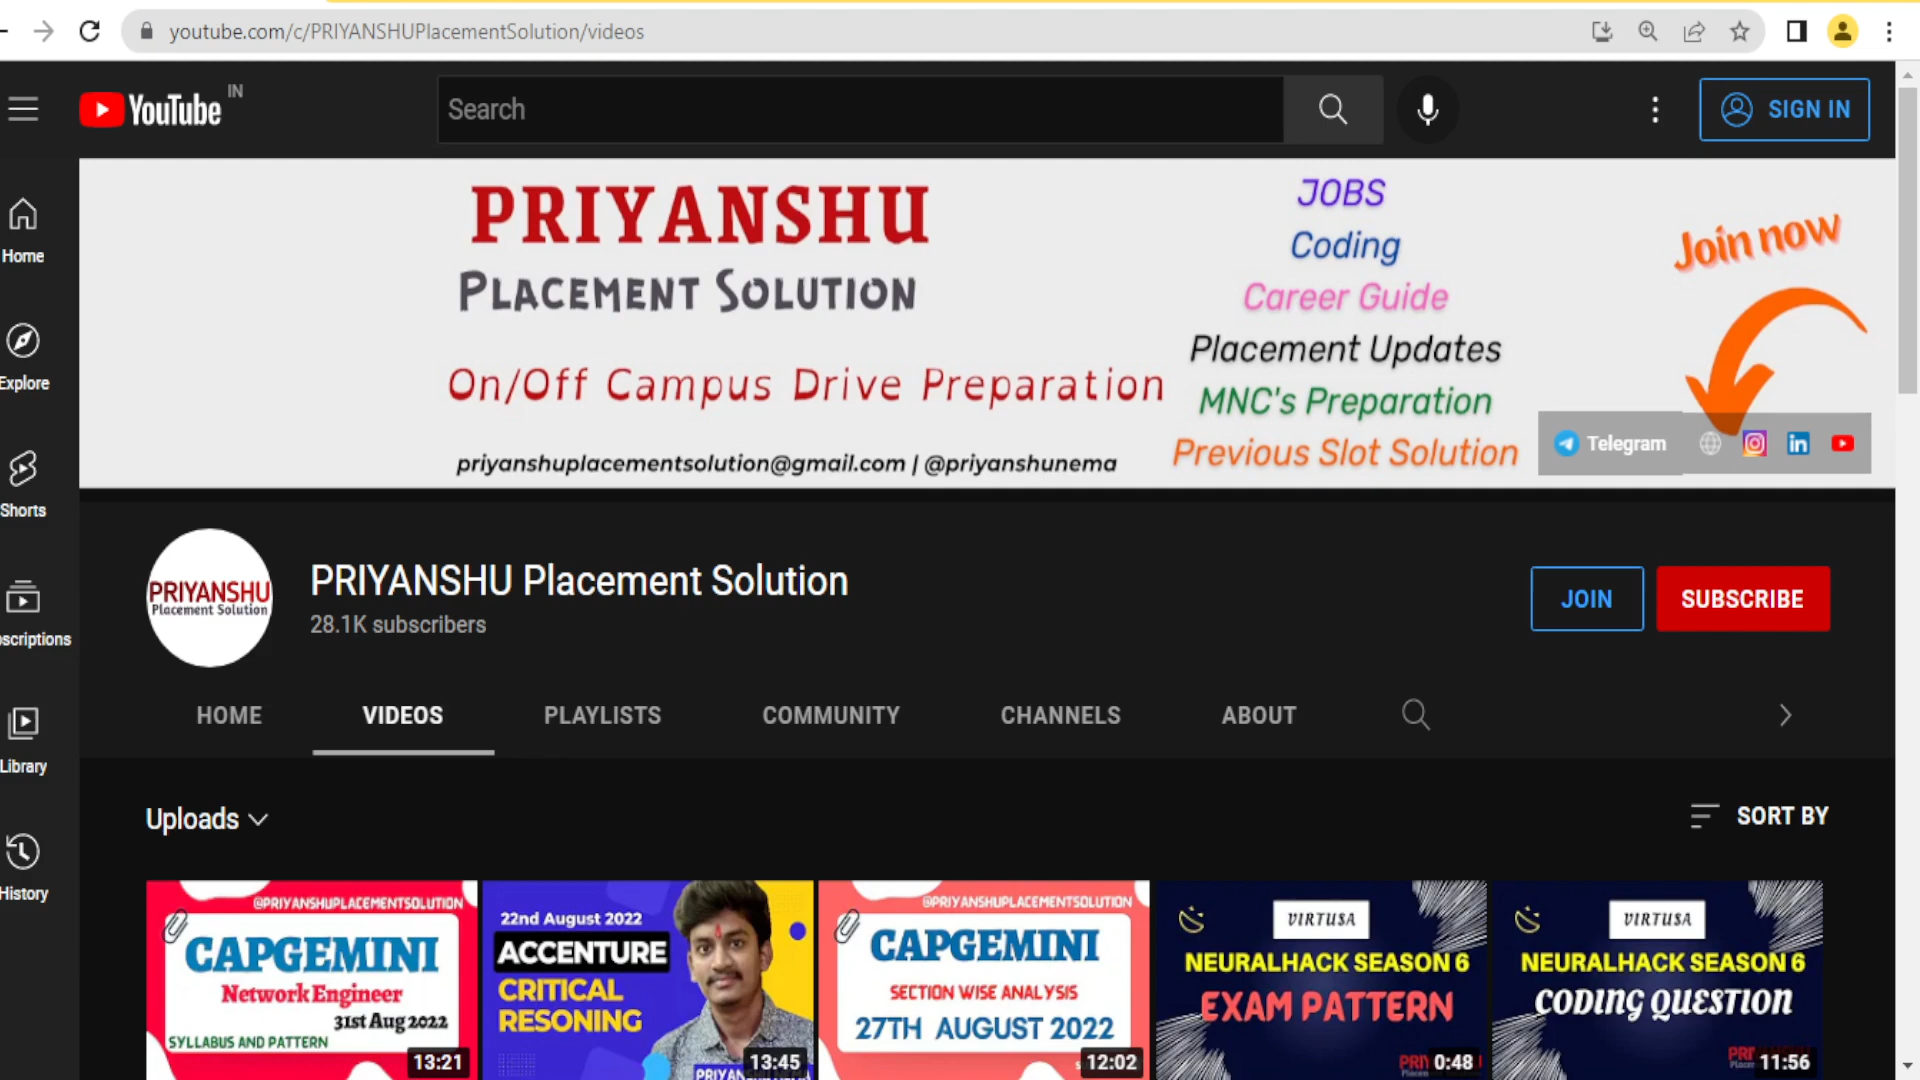 youtube.com/c/PRIYANSHUPlacementSolution/videos
YouTube IN
Search
SIGN IN
Home
Explore
Shorts
scriptions
Library
History
PRIYANSHU
PLACEMENT SOLUTION
On/Off Campus Drive Preparation
priyanshuplacementsolution@gmail.com | @priyanshunema
JOBS
Coding
Career Guide
Placement Updates
MNC's Preparation
Previous Slot Solution
Join now
Telegram
PRIYANSHU
Placement Solution
PRIYANSHU Placement Solution
28.1K subscribers
JOIN
SUBSCRIBE
HOME
VIDEOS
PLAYLISTS
COMMUNITY
CHANNELS
ABOUT
Uploads
SORT BY
@PRIYANSHUPLACEMENTSOLUTION
CAPGEMINI
Network Engineer
31st Aug 2022
SYLLABUS AND PATTERN
13:21
22nd August 2022
ACCENTURE
CRITICAL
RESONING
13:45
@PRIYANSHUPLACEMENTSOLUTION
CAPGEMINI
SECTION WISE ANALYSIS
27TH AUGUST 2022
12:02
VIRTUSA
NEURALHACK SEASON 6
EXAM PATTERN
0:48
VIRTUSA
NEURALHACK SEASON 6
CODING QUESTION
11:56